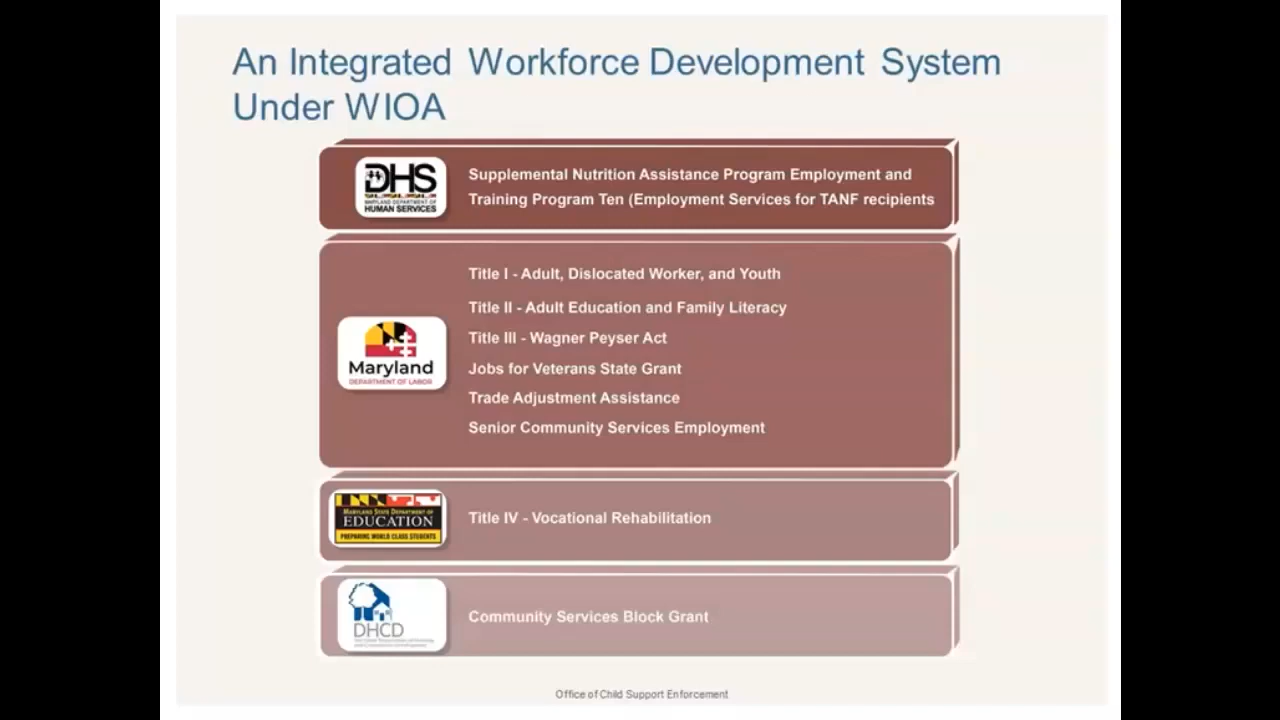 An Integrated Workforce Development System
Under WIOA
DHS
MARYLAND DEPARTMENT OF
HUMAN SERVICES
Supplemental Nutrition Assistance Program Employment and
Training Program Ten (Employment Services for TANF recipients
Title I - Adult, Dislocated Worker, and Youth
Title II - Adult Education and Family Literacy
Title III - Wagner Peyser Act
Maryland
DEPARTMENT OF LABOR
Jobs for Veterans State Grant
Trade Adjustment Assistance
Senior Community Services Employment
MARYLAND STATE DEPARTMENT OF
EDUCATION
PREPARING WORLD CLASS STUDENTS
Title IV - Vocational Rehabilitation
DHCD
Community Services Block Grant
Office of Child Support Enforcement